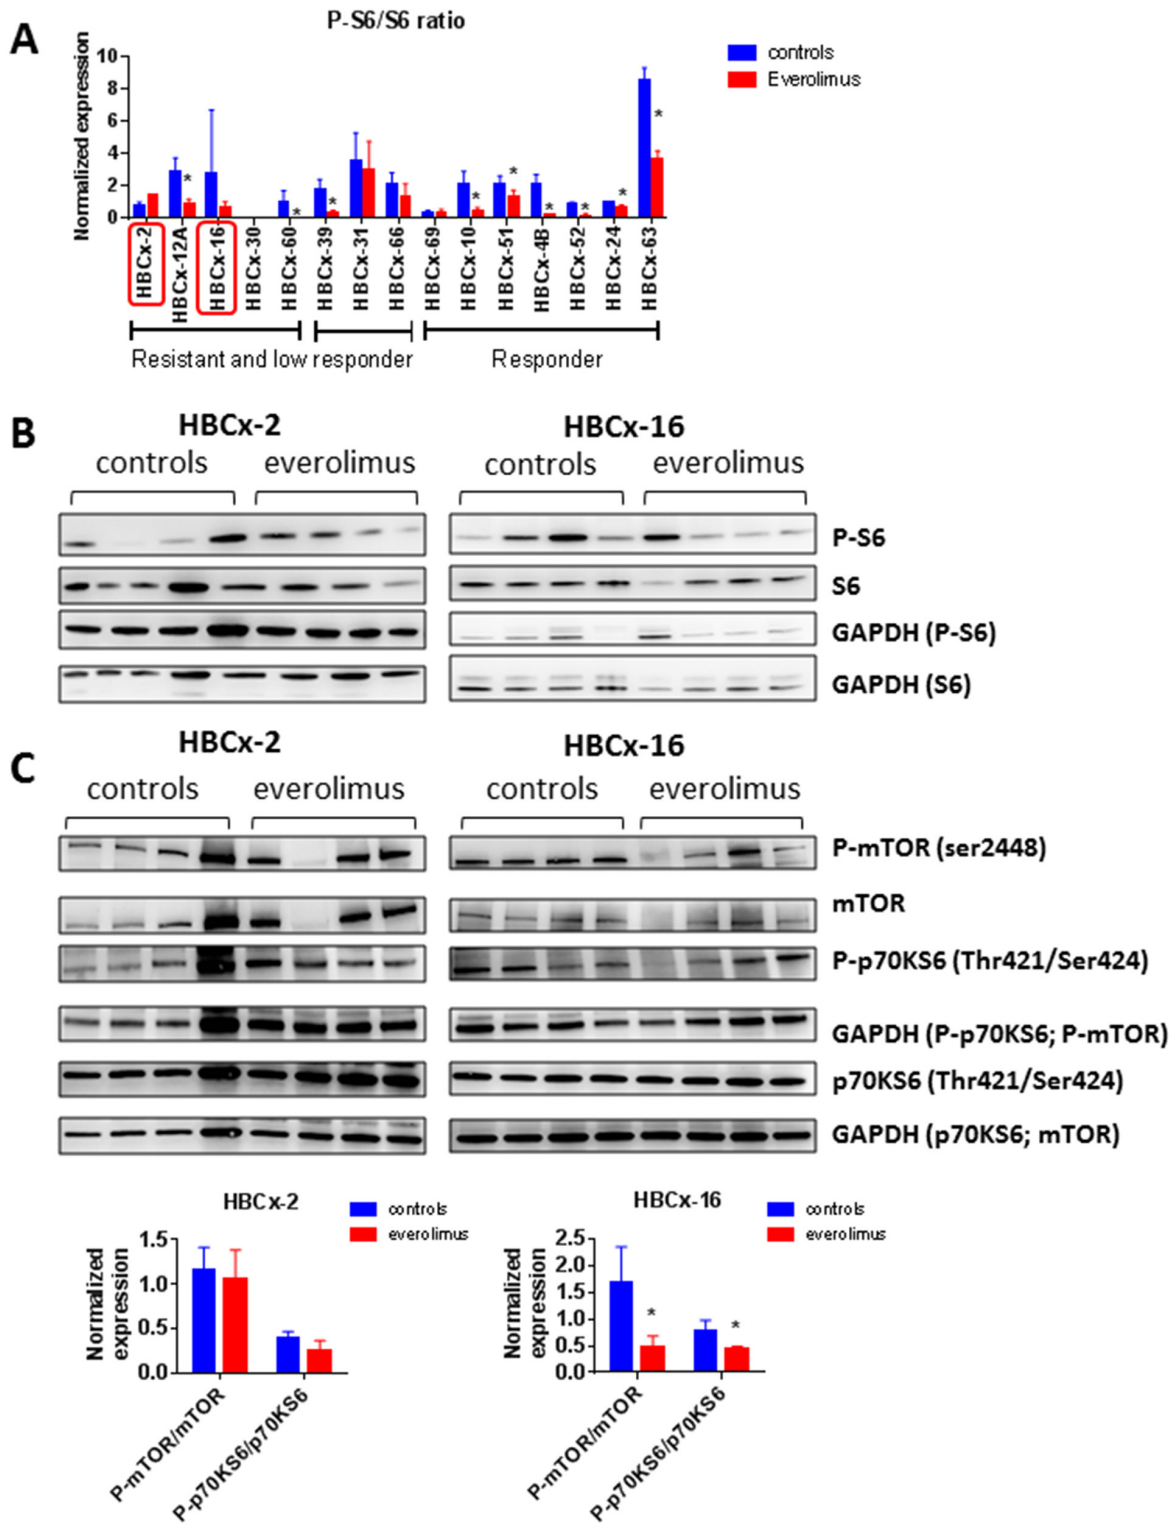 A
P-S6/S6 ratio
Normalized expression
10
8
6
4
2
0
controls
Everolimus
*
*
*
*
*
*
*
*
*
HBCx-2
HBCx-12A
HBCx-16
HBCx-30
HBCx-60
HBCx-39
HBCx-31
HBCx-66
HBCx-69
HBCx-10
HBCx-51
HBCx-4B
HBCx-52
HBCx-24
HBCx-63
Resistant and low responder
Responder
B
HBCx-2
HBCx-16
controls
everolimus
controls
everolimus
P-S6
S6
GAPDH (P-S6)
GAPDH (S6)
C
HBCx-2
HBCx-16
controls
everolimus
controls
everolimus
P-mTOR (ser2448)
mTOR
P-p70KS6 (Thr421/Ser424)
GAPDH (P-p70KS6; P-mTOR)
p70KS6 (Thr421/Ser424)
GAPDH (p70KS6; mTOR)
HBCx-2
controls
everolimus
Normalized
expression
1.5
1.0
0.5
0.0
P-mTOR/mTOR
P-p70KS6/p70KS6
HBCx-16
controls
everolimus
Normalized
expression
2.5
2.0
1.5
1.0
0.5
0.0
*
*
P-mTOR/mTOR
P-p70KS6/p70KS6